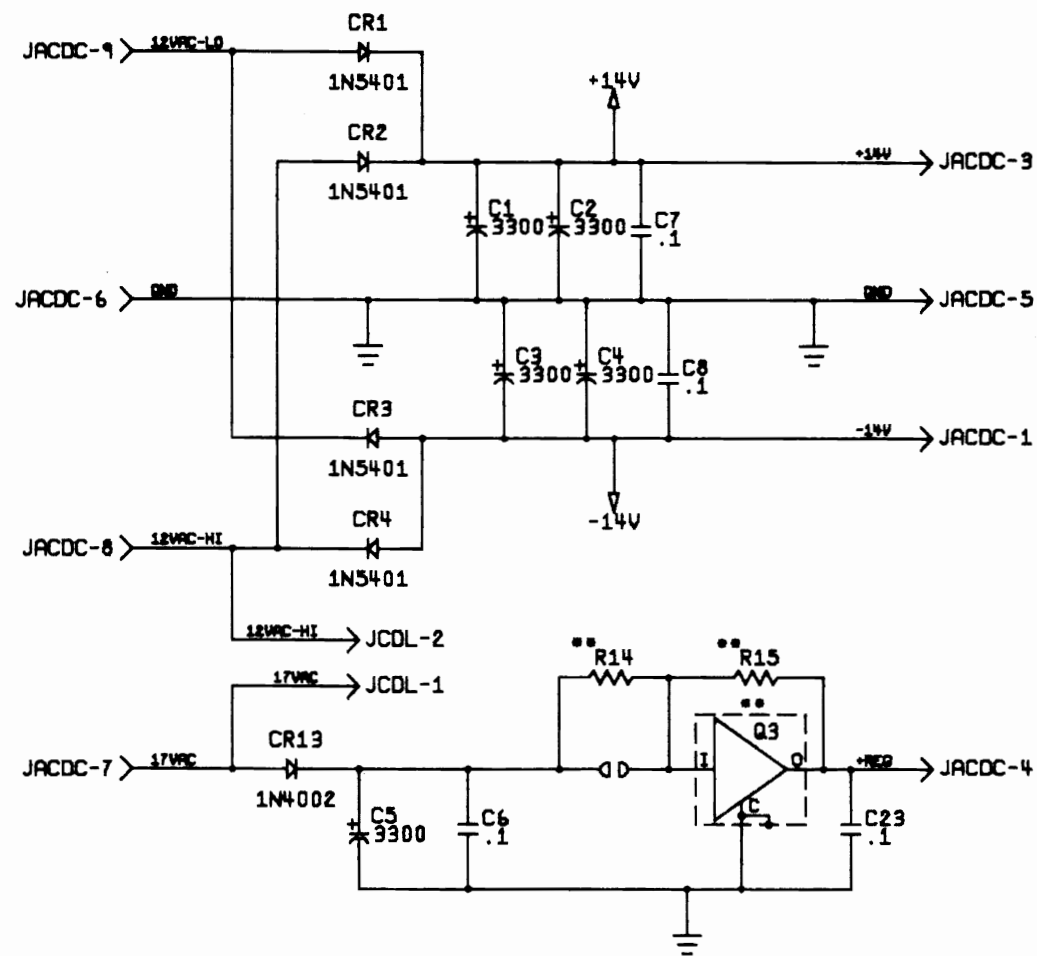 CR1
JACDC-9
12VAC-LO
1N5401
+14V
CR2
1N5401
+14V
JACDC-3
C1
3300
C2
3300
C7
.1
JACDC-6
GND
GND
JACDC-5
C3
3300
C4
3300
C8
.1
CR3
1N5401
-14V
JACDC-1
CR4
-14V
JACDC-8
12VAC-HI
1N5401
12VAC-HI
JCDL-2
**
R14
**
R15
17VAC
JCDL-1
**
Q3
CR13
JACDC-7
17VAC
I
O
+REG
JACDC-4
1N4002
C5
3300
C6
.1
C
C23
.1